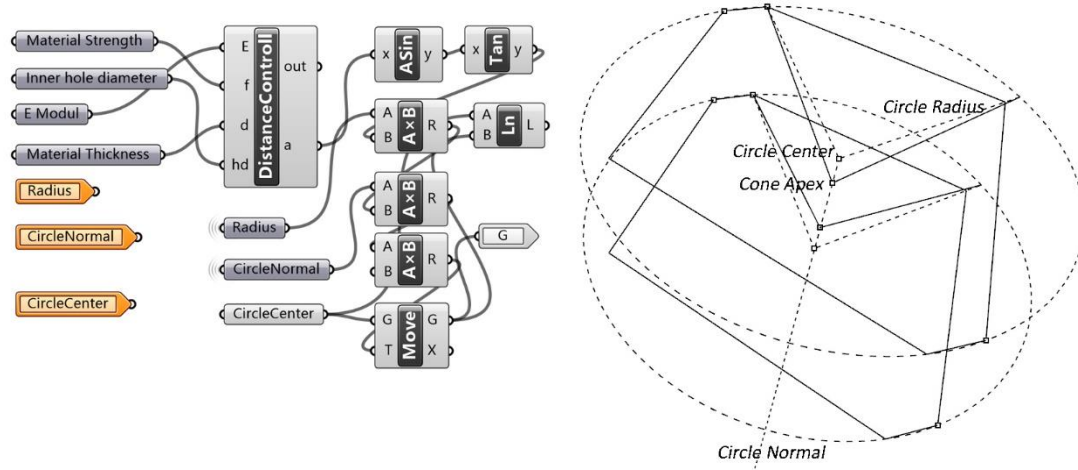 Material Strength
Inner hole diameter
E Modul
Material Thickness
Radius
CircleNormal
CircleCenter
E
f
d
hd
DistanceControll
out
a
Radius
CircleNormal
CircleCenter
x ASin y
x Tan y
A
B
A×B
R
A
B
Ln
L
A
B
A×B
R
A
B
A×B
R
G
T
Move
G
X
G
Circle Radius
Circle Center
Cone Apex
Circle Normal